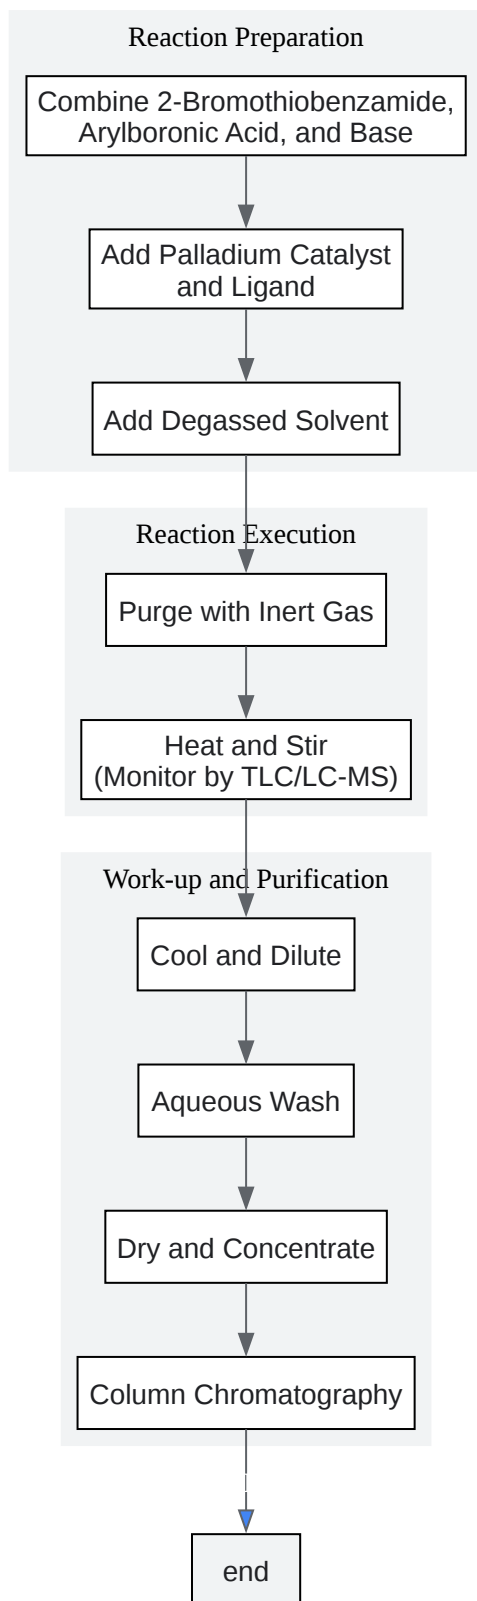 Reaction Preparation
Combine 2-Bromothiobenzamide,
Arylboronic Acid, and Base
Add Palladium Catalyst
and Ligand
Add Degassed Solvent
Reaction Execution
Purge with Inert Gas
Heat and Stir
(Monitor by TLC/LC-MS)
Work-up and Purification
Cool and Dilute
Aqueous Wash
Dry and Concentrate
Column Chromatography
end